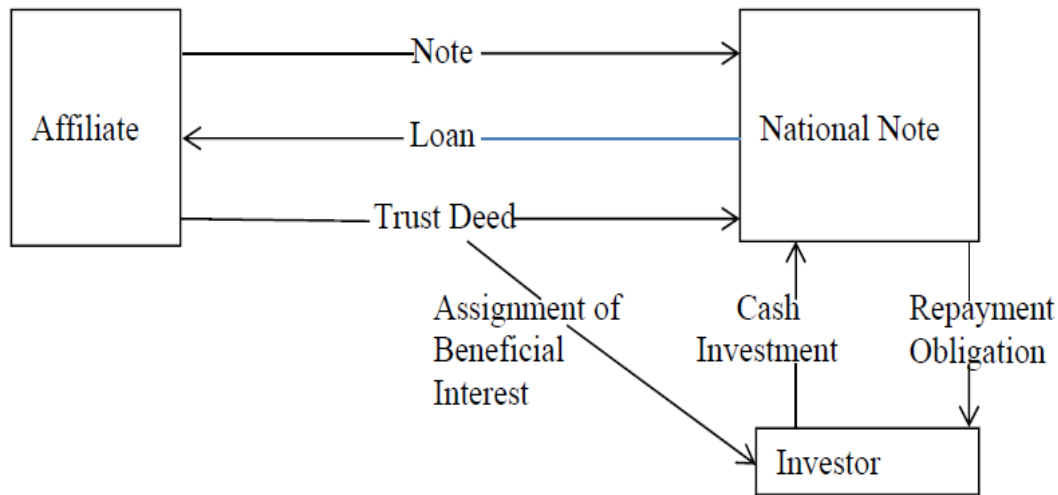 Note
Affiliate
Loan
National Note
Trust Deed
Assignment of
Beneficial
Interest
Cash
Investment
Repayment
Obligation
Investor